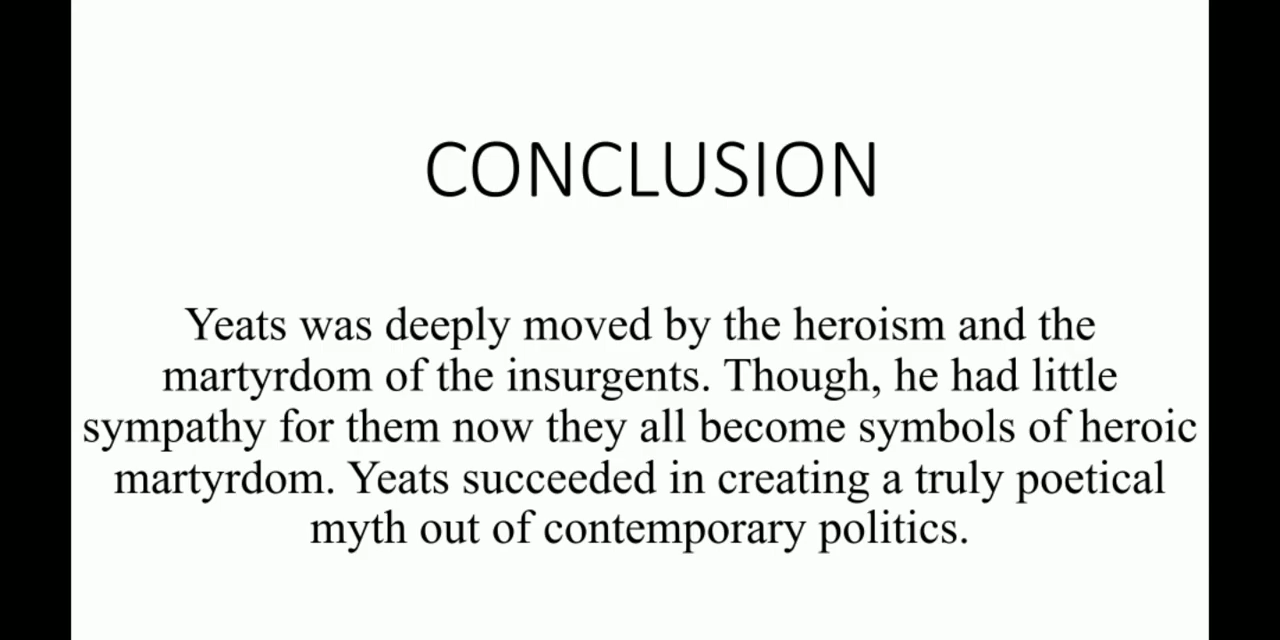 CONCLUSION
Yeats was deeply moved by the heroism and the
martyrdom of the insurgents. Though, he had little
sympathy for them now they all become symbols of heroic
martyrdom. Yeats succeeded in creating a truly poetical
myth out of contemporary politics.